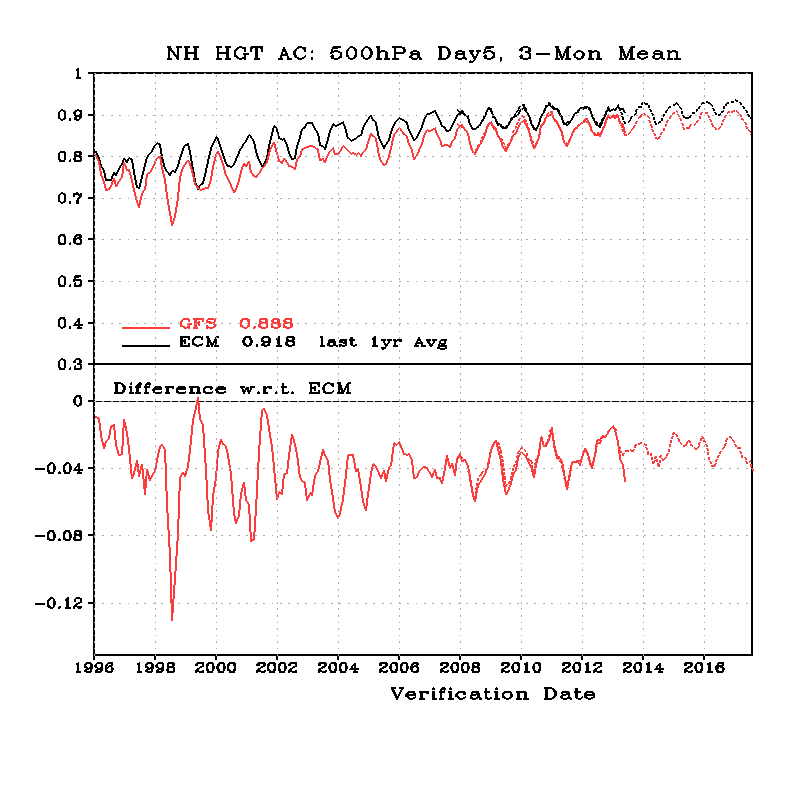 NH HGT AC: 500hPa Day5, 3-Mon Mean
1
0.9
0.8
0.7
0.6
0.5
0.4
0.3
GFS 0.888
ECM 0.918 last 1yr Avg
Difference w.r.t. ECM
0
-0.04
-0.08
-0.12
1996 1998 2000 2002 2004 2006 2008 2010 2012 2014 2016
Verification Date